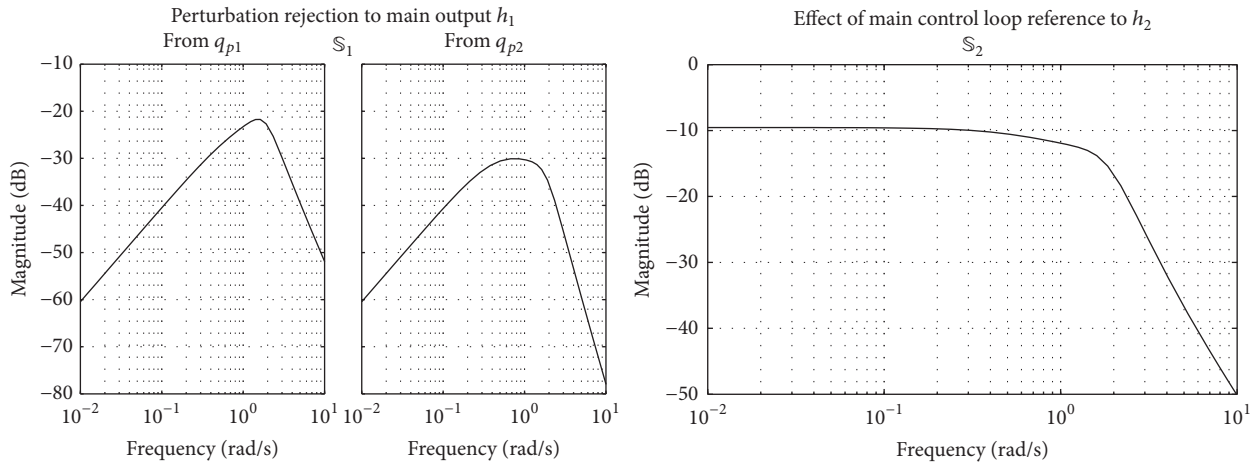 Perturbation rejection to main output h₁
From q_p1 𝕊₁ From q_p2
−10
−20
−30
−40
−50
−60
−70
−80
Magnitude (dB)
10⁻² 10⁻¹ 10⁰ 10¹
Frequency (rad/s)
10⁻² 10⁻¹ 10⁰ 10¹
Frequency (rad/s)
Effect of main control loop reference to h₂
𝕊₂
0
−10
−20
−30
−40
−50
Magnitude (dB)
10⁻² 10⁻¹ 10⁰ 10¹
Frequency (rad/s)